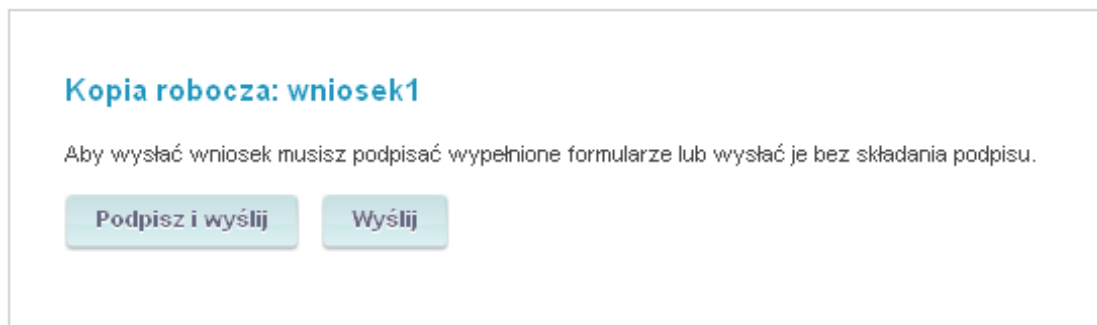 Kopia robocza: wniosek1
Aby wysłać wniosek musisz podpisać wypełnione formularze lub wysłać je bez składania podpisu.
Podpisz i wyślij
Wyślij